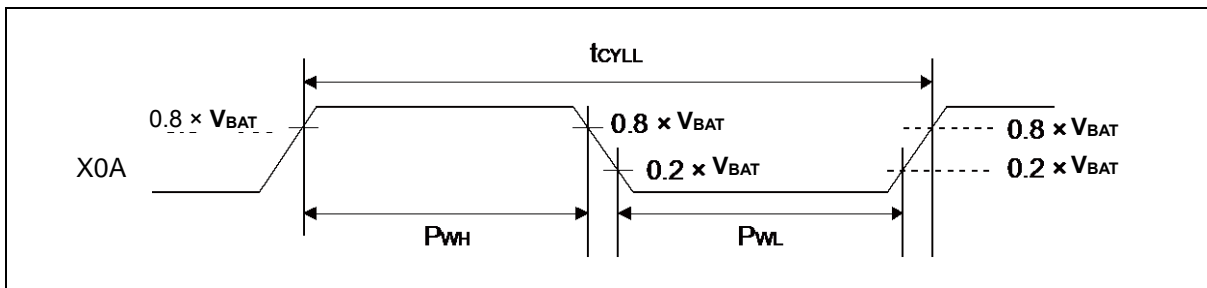 tCYLL
0.8 × VBAT
0.8 × VBAT
0.8 × VBAT
X0A
0.2 × VBAT
0.2 × VBAT
PWH
PWL